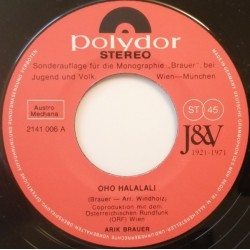 polydor
STEREO
Sonderauflage für die Monographie „Brauer" bei
Jugend und Volk, Wien—München
Austro
Mechana
ST 45
2141 006 A
J&V
1921-1971
OHO HALALALI
(Brauer — Arr. Windholz)
Coproduktion mit dem
Österreichischen Rundfunk
(ORF) Wien
ARIK BRAUER